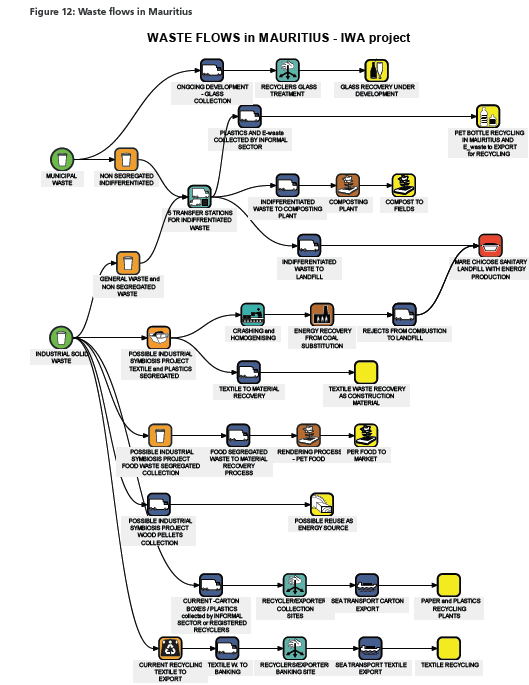 Figure 12: Waste flows in Mauritius
WASTE FLOWS in MAURITIUS - IWA project
ONGOING DEVELOPMENT
- GLASS
COLLECTION
RECYCLERS GLASS
TREATMENT
GLASS RECOVERY UNDER
DEVELOPMENT
PLASTICS AND E-waste
COLLECTED BY INFORMAL
SECTOR
PET BOTTLE RECYCLING
IN MAURITIUS AND
E_waste to EXPORT
for RECYCLING
MUNICIPAL
WASTE
NON SEGREGATED
INDIFFERENTIATED
5 TRANSFER STATIONS
FOR INDIFFRENTIATED
WASTE
INDIFFERENTIATED
WASTE TO COMPOSTING
PLANT
COMPOSTING
PLANT
COMPOST TO
FIELDS
GENERAL WASTE and
NON SEGREGATED
WASTE
INDIFFERENTIATED
WASTE TO
LANDFILL
MARE CHICOSE SANITARY
LANDFILL WITH ENERGY
PRODUCTION
INDUSTRIAL SOLID
WASTE
POSSIBLE INDUSTRIAL
SYMBIOSIS PROJECT
TEXTILE and PLASTICS
SEGREGATED
CRASHING and
HOMOGENISING
ENERGY RECOVERY
FROM COAL
SUBSTITUTION
REJECTS FROM COMBUSTION
TO LANDFILL
TEXTILE TO MATERIAL
RECOVERY
TEXTILE WASTE RECOVERY
AS CONSTRUCTION
MATERIAL
POSSIBLE INDUSTRIAL
SYMBIOSIS PROJECT
FOOD WASTE SEGREGATED
COLLECTION
FOOD SEGREGATED
WASTE TO MATERIAL
RECOVERY
PROCESS
RENDERING PROCESS
- PET FOOD
PER FOOD TO
MARKET
POSSIBLE INDUSTRIAL
SYMBIOSIS PROJECT
WOOD PELLETS
COLLECTION
POSSIBLE REUSE AS
ENERGY SOURCE
CURRENT -CARTON
BOXES / PLASTICS
collected by INFORMAL
SECTOR or REGISTERED
RECYCLERS
RECYCLER/EXPORTER
COLLECTION
SITES
SEA TRANSPORT CARTON
EXPORT
PAPER and PLASTICS
RECYCLING
PLANTS
CURRENT RECYCLING
TEXTILE TO
EXPORT
TEXTILE W. TO
BANKING
RECYCLERS/EXPORTER
BANKING SITE
SEA TRANSPORT TEXTILE
EXPORT
TEXTILE RECYCLING